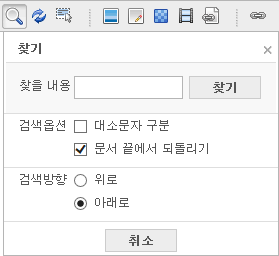 찾기
찾을 내용 찾기
검색옵션 대소문자 구분
문서 끝에서 되돌리기
검색방향 위로
아래로
취소